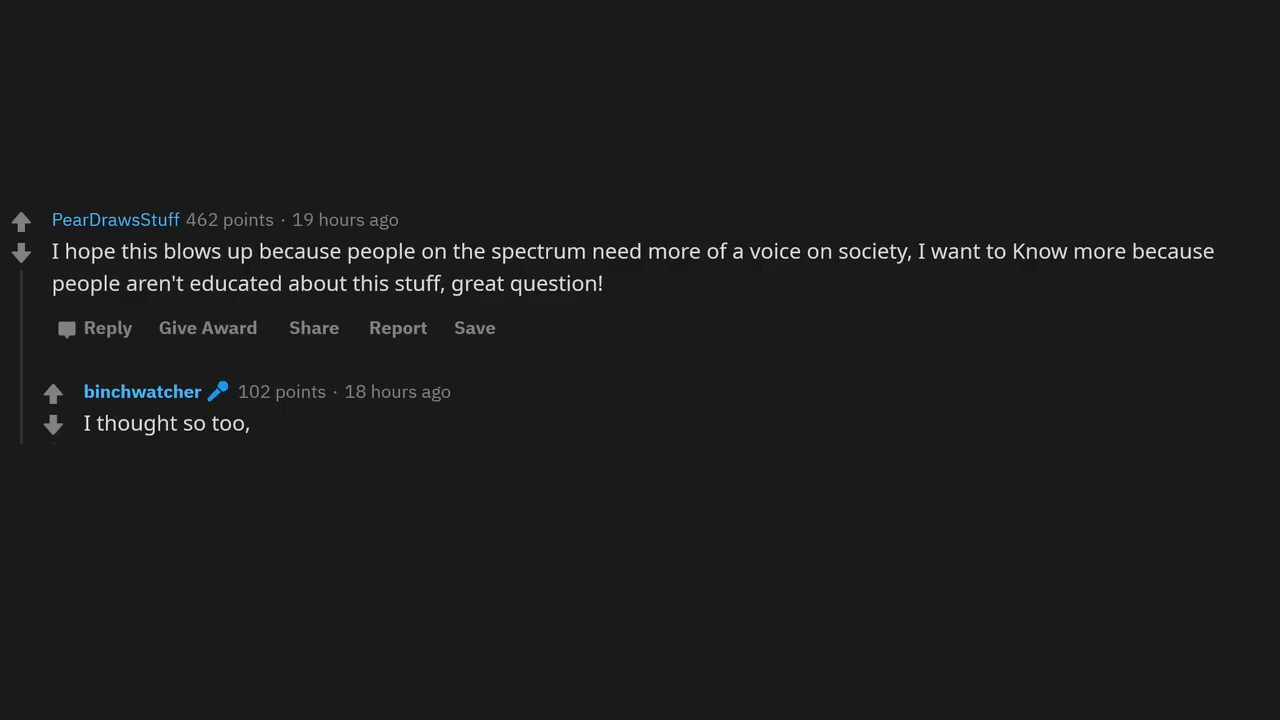 PearDrawsStuff 462 points · 19 hours ago
I hope this blows up because people on the spectrum need more of a voice on society, I want to Know more because
people aren't educated about this stuff, great question!
Reply Give Award Share Report Save
binchwatcher 102 points · 18 hours ago
I thought so too,